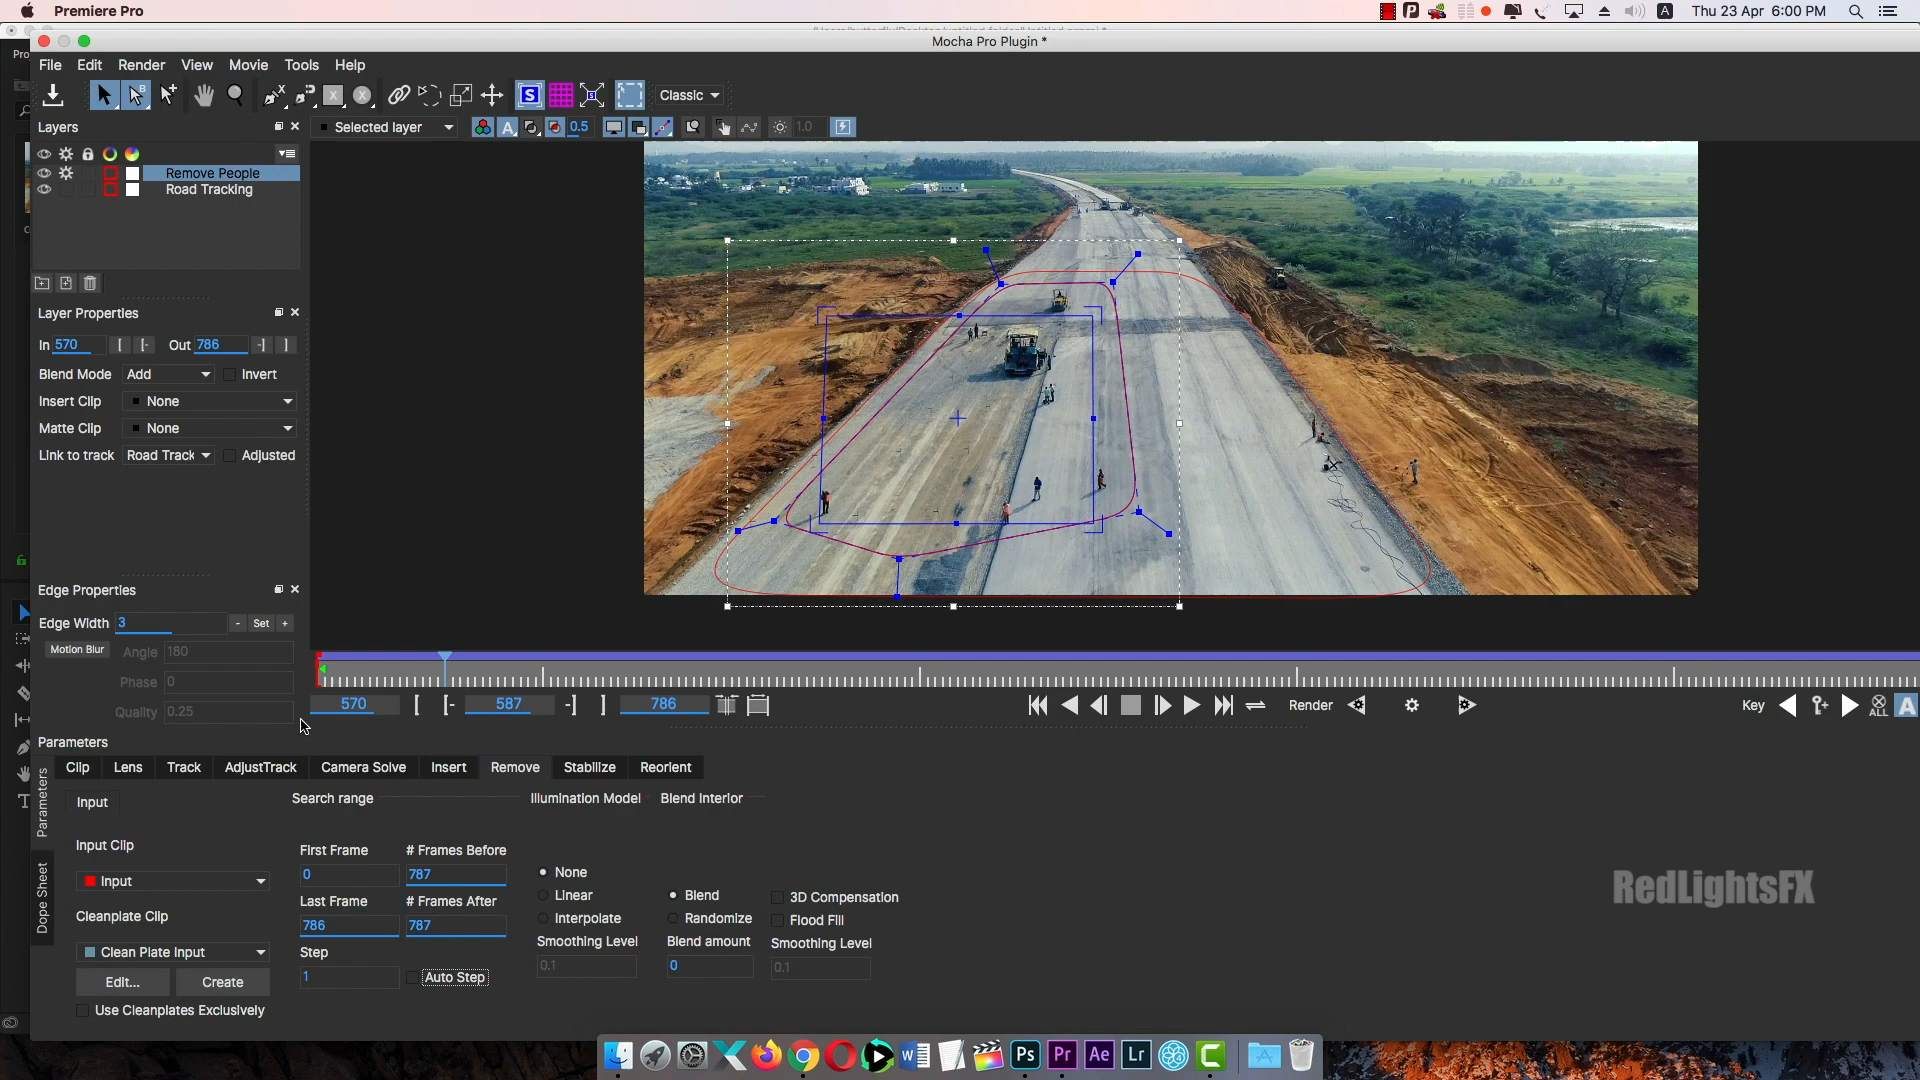 Premiere Pro
Thu 23 Apr 6:00 PM
Mocha Pro Plugin *
File Edit Render View Movie Tools Help
Classic
Layers
Selected layer
0.5
1.0
Remove People
Road Tracking
Layer Properties
In 570 Out 786
Blend Mode Add Invert
Insert Clip None
Matte Clip None
Link to track Road Track Adjusted
Edge Properties
Edge Width 3 - Set +
Motion Blur Angle 180
Phase 0
Quality 0.25
570 587 786
Render
Key
ALL
Parameters
Clip Lens Track AdjustTrack Camera Solve Insert Remove Stabilize Reorient
Parameters
Dope Sheet
Input
Search range
Illumination Model
Blend Interior
Input Clip
Input
Cleanplate Clip
Clean Plate Input
Edit... Create
Use Cleanplates Exclusively
First Frame # Frames Before
0 787
Last Frame # Frames After
786 787
Step
1 Auto Step
None
Linear
Interpolate
Smoothing Level
0.1
Blend
Randomize
Blend amount
0
3D Compensation
Flood Fill
Smoothing Level
0.1
RedLightsFX
Ps Pr Ae Lr